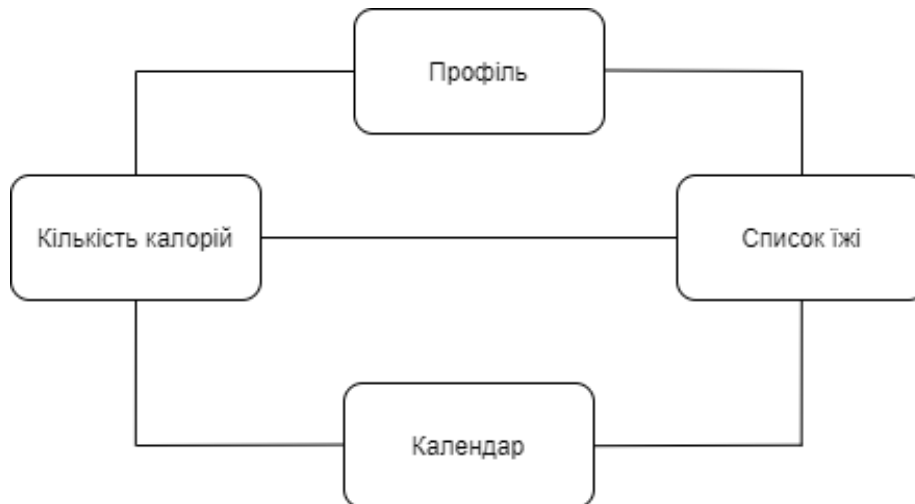 Профіль
Кількість калорій
Список їжі
Календар